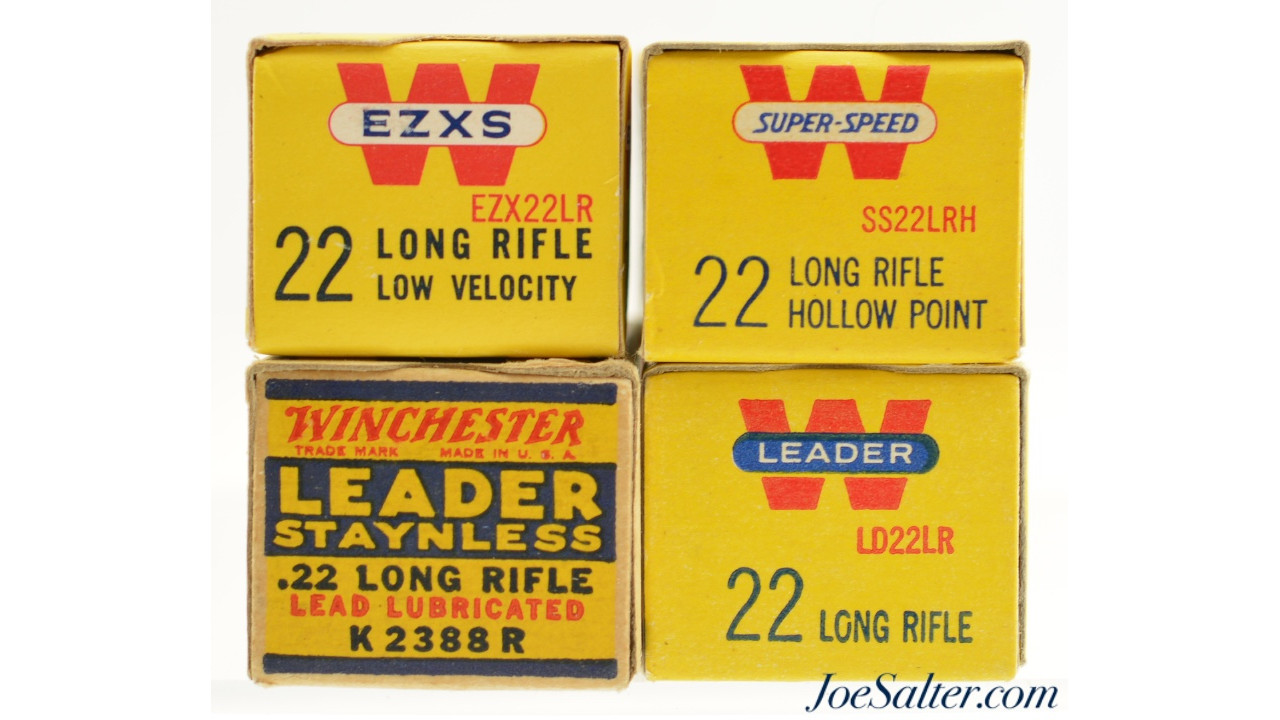 W
EZXS
EZX22LR
22 LONG RIFLE
LOW VELOCITY
W
SUPER-SPEED
SS22LRH
22 LONG RIFLE
HOLLOW POINT
WINCHESTER
TRADE MARK MADE IN U. S. A.
LEADER
STAYNLESS
.22 LONG RIFLE
LEAD LUBRICATED
K 2388 R
W
LEADER
LD22LR
22 LONG RIFLE
JoeSalter.com